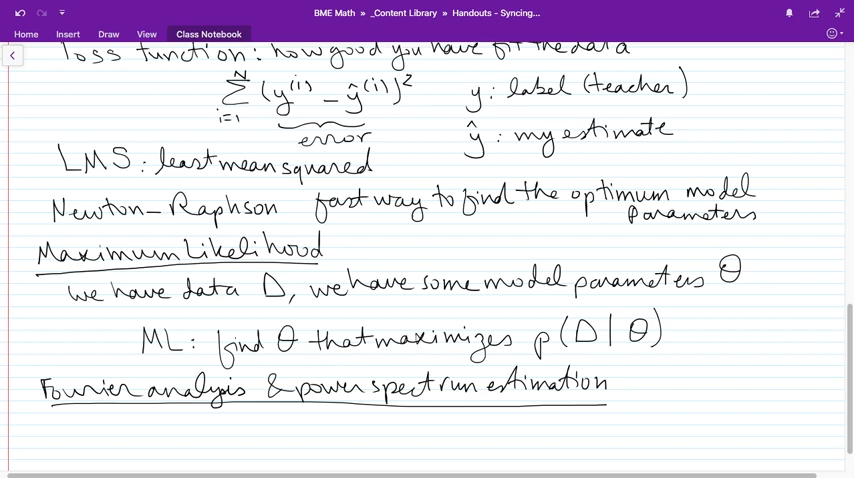 BME Math » _Content Library » Handouts - Syncing...
Home Insert Draw View Class Notebook
loss function : how good you have fit the data
N
∑ (y⁽ⁱ⁾ − ŷ⁽ⁱ⁾)² y : label (teacher)
i=1
error ŷ : my estimate
LMS : least mean squared
Newton–Raphson fast way to find the optimum model
parameters
Maximum Likelihood
we have data D, we have some model parameters θ
ML: find θ that maximizes p(D|θ)
Fourier analysis & power spectrun estimation